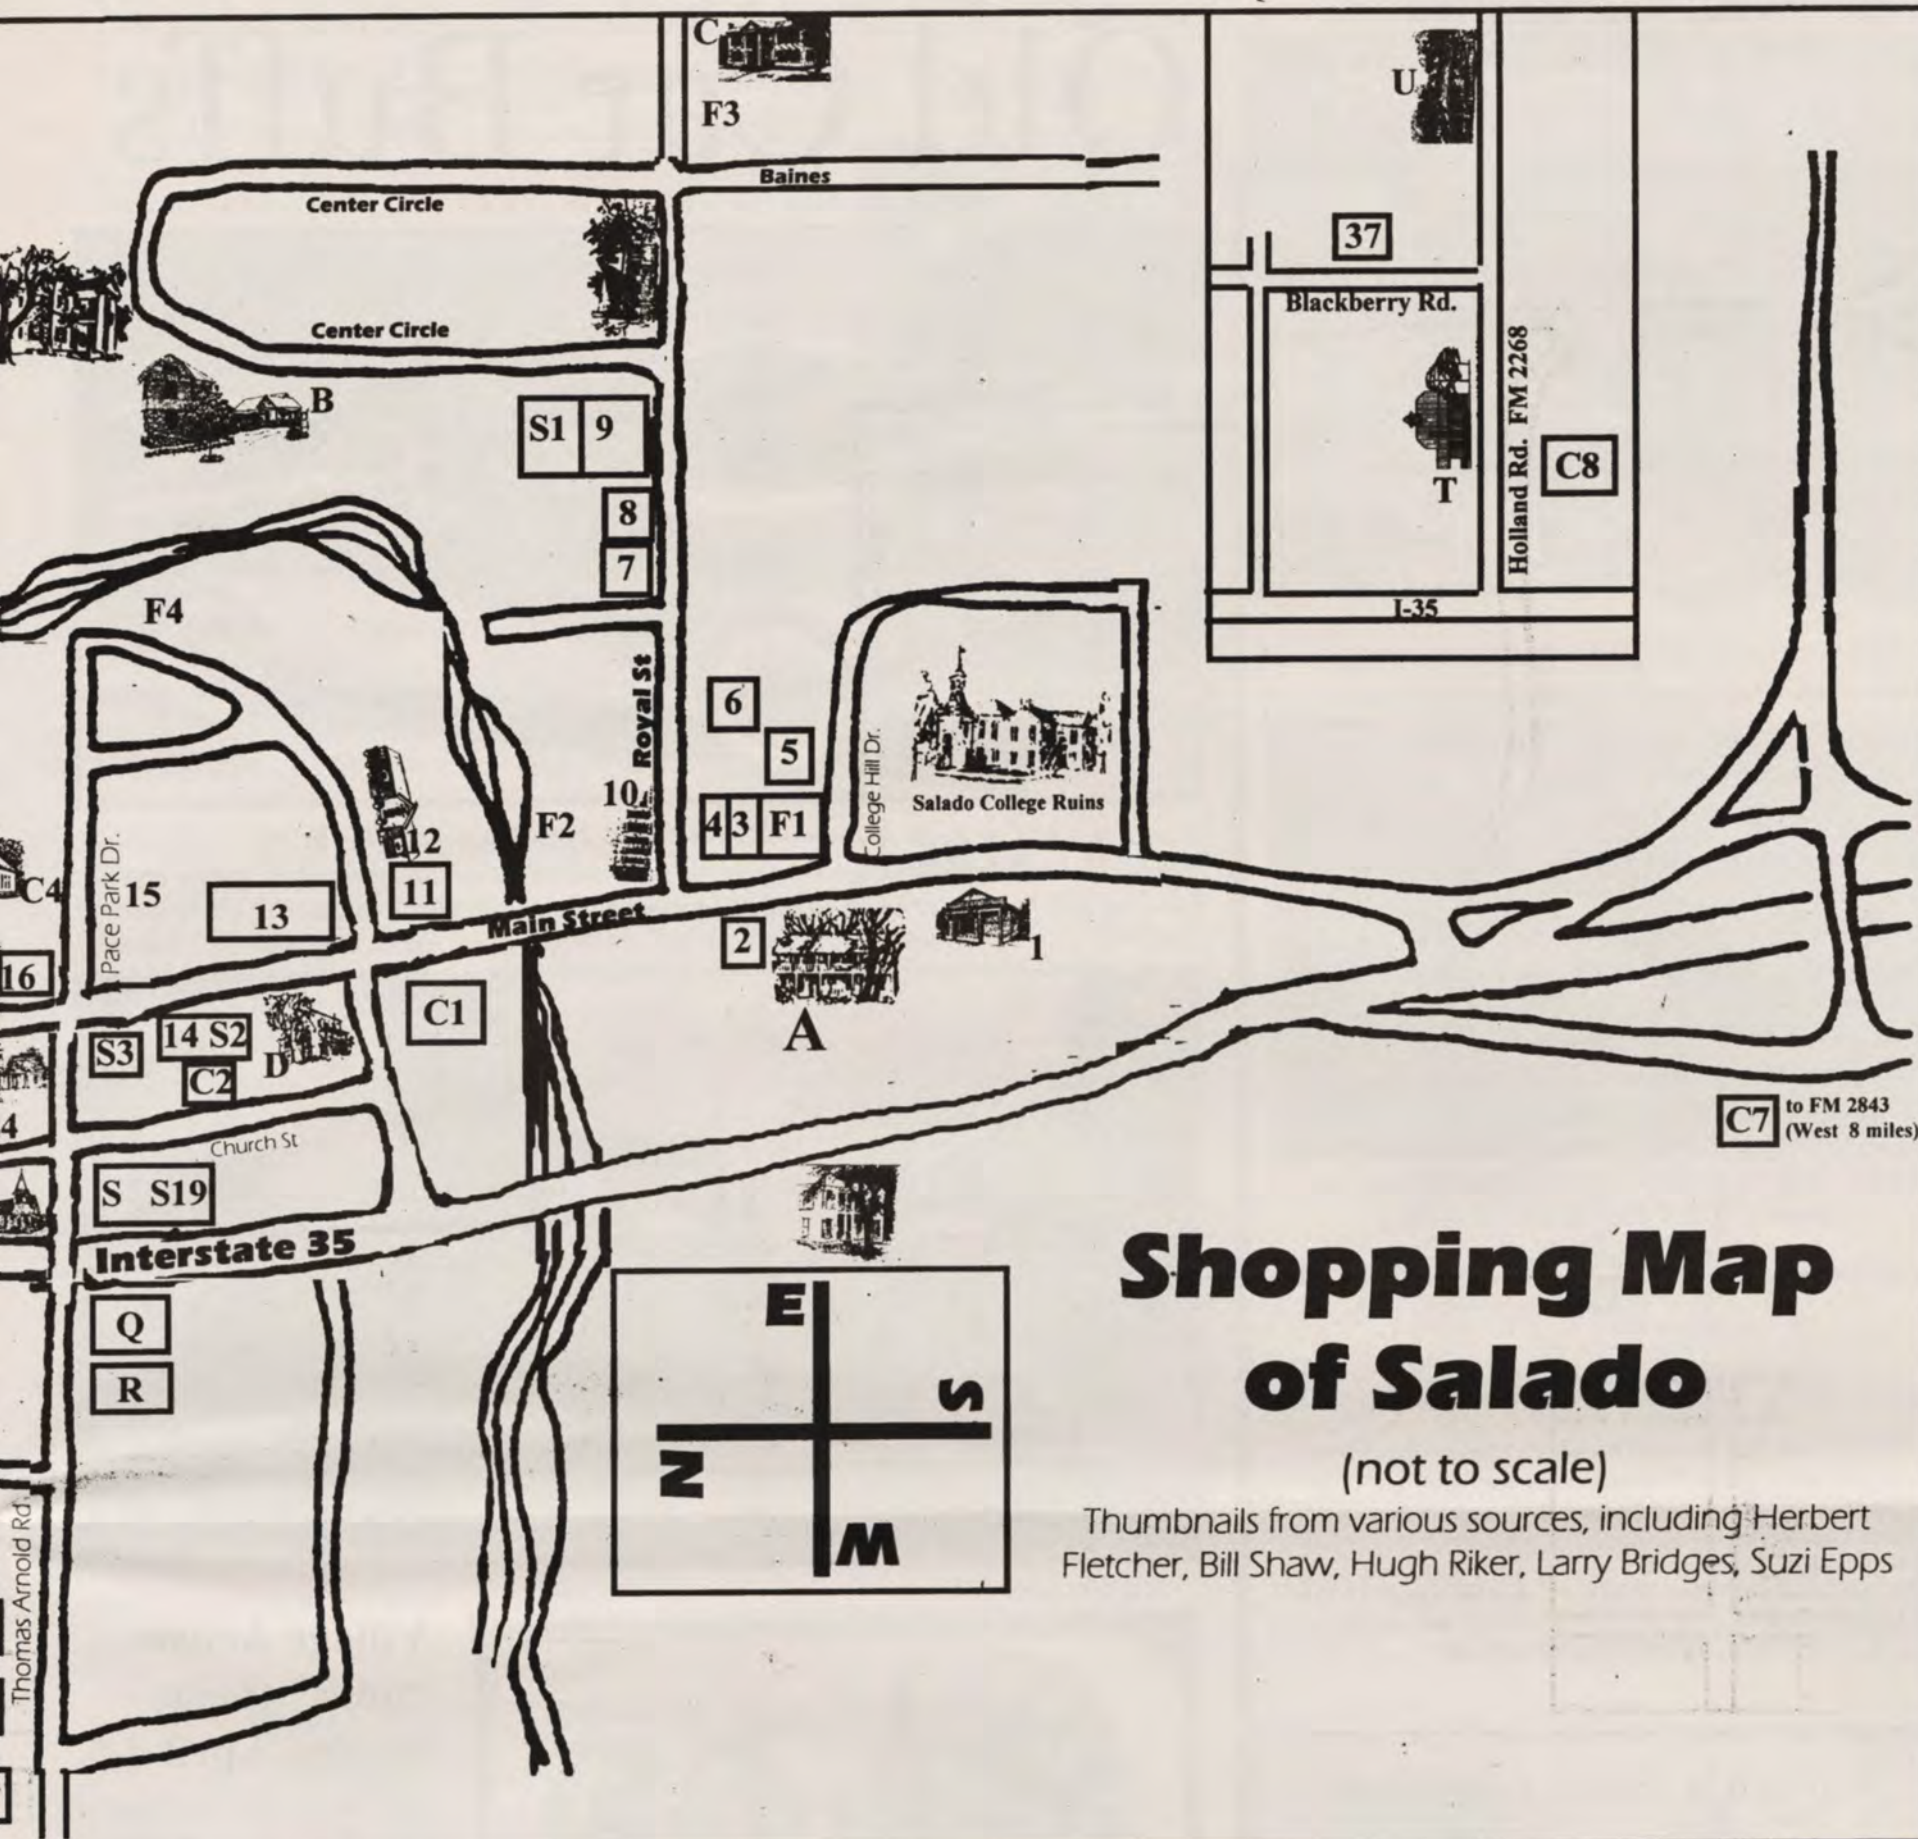 C
U
F3
Baines
Center Circle
37
Blackberry Rd.
Center Circle
B
S1 9
Holland Rd. FM 2268
C8
T
8
7
F4
I-35
Royal St
6
5
College Hill Dr.
Salado College Ruins
10
4 3 F1
F2
12
11
Pace Park Dr.
C4
15
13
Main Street
2
1
16
C1
A
14 S2
S3
C2
D
4
C7
to FM 2843
(West 8 miles)
Church St
S S19
Interstate 35
Q
R
E
S
N
W
Shopping Map
of Salado
(not to scale)
Thumbnails from various sources, including Herbert
Fletcher, Bill Shaw, Hugh Riker, Larry Bridges, Suzi Epps
Thomas Arnold Rd.